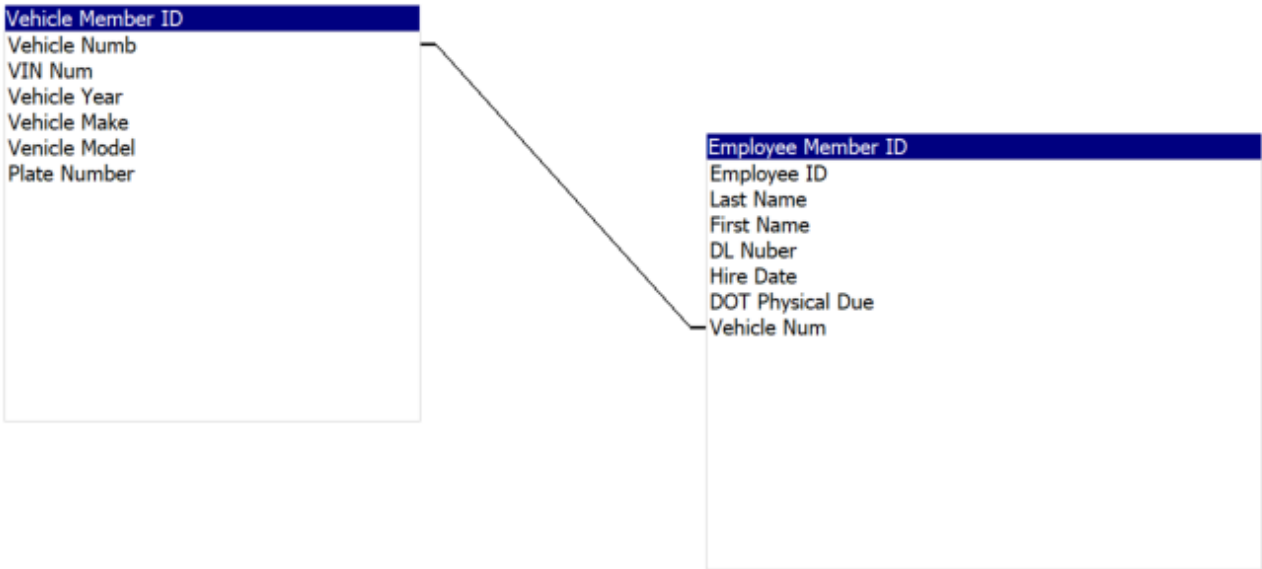 Vehicle Member ID
Vehicle Numb
VIN Num
Vehicle Year
Vehicle Make
Venicle Model
Plate Number
Employee Member ID
Employee ID
Last Name
First Name
DL Nuber
Hire Date
DOT Physical Due
Vehicle Num